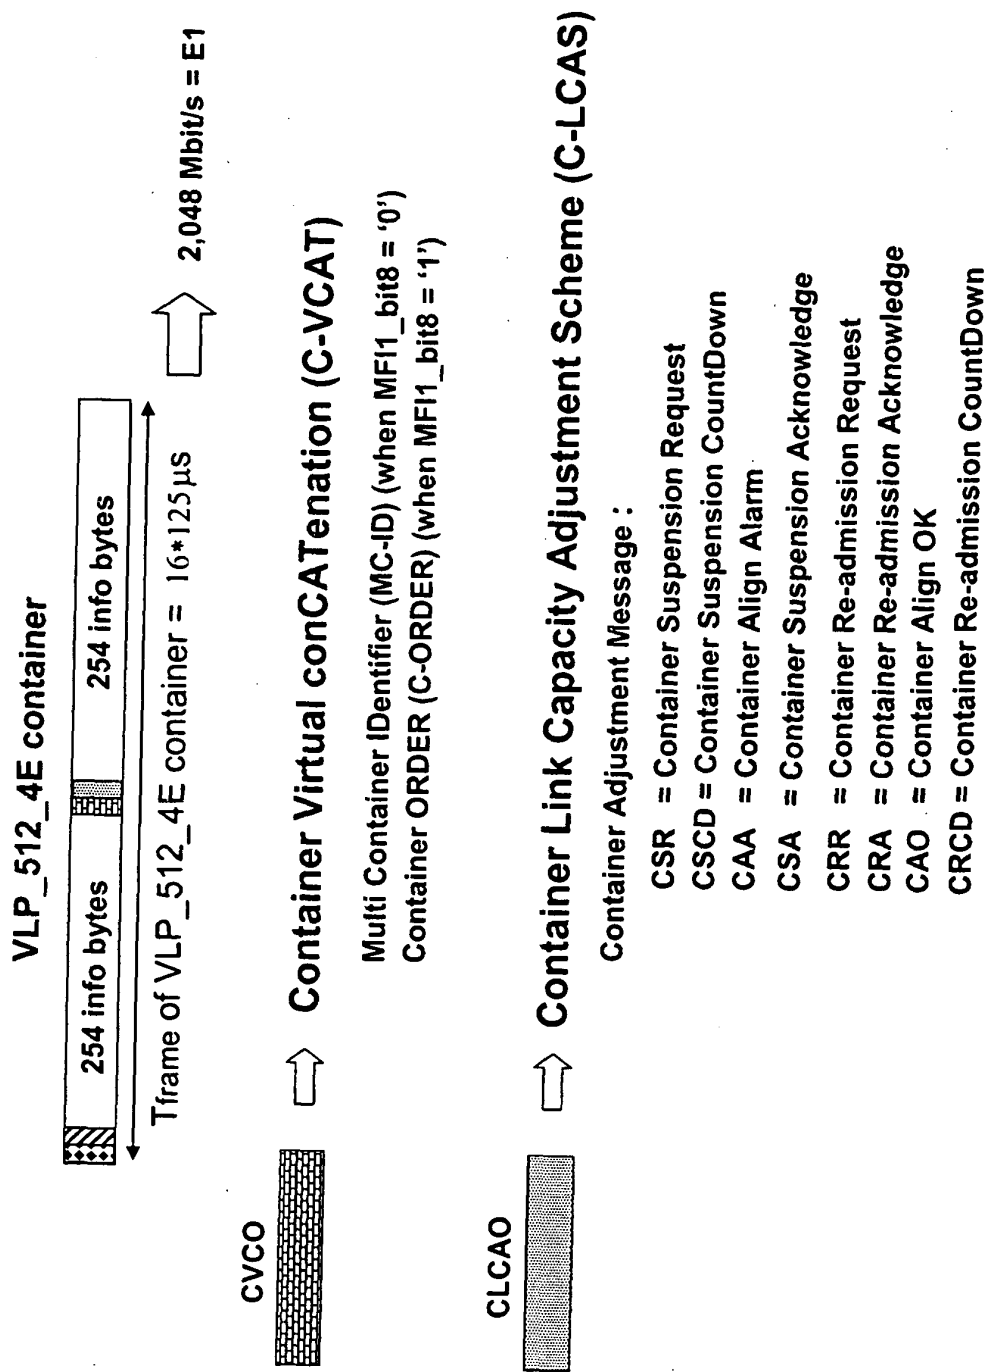 VLP_512_4E container
254 info bytes
254 info bytes
Tframe of VLP_512_4E container = 16*125µs
2,048 Mbit/s = E1
CVCO
Container Virtual conCATenation (C-VCAT)
Multi Container IDentifier (MC-ID) (when MFI1_bit8 = ‘0’)
Container ORDER (C-ORDER) (when MFI1_bit8 = ‘1’)
CLCAO
Container Link Capacity Adjustment Scheme (C-LCAS)
Container Adjustment Message :
CSR = Container Suspension Request
CSCD = Container Suspension CountDown
CAA = Container Align Alarm
CSA = Container Suspension Acknowledge
CRR = Container Re-admission Request
CRA = Container Re-admission Acknowledge
CAO = Container Align OK
CRCD = Container Re-admission CountDown